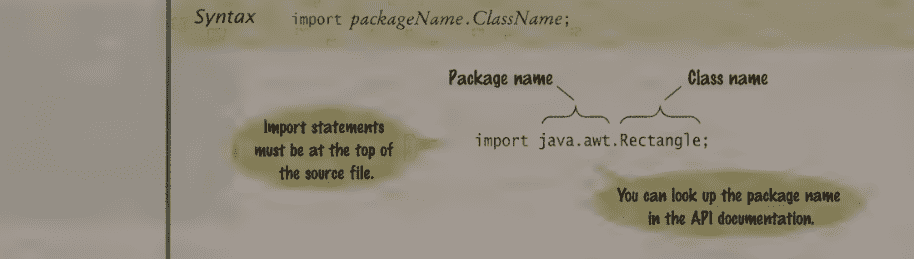 Syntax import packageName.ClassName;
Package name Class name
Import statements
must be at the top of
the source file.
import java.awt.Rectangle;
You can look up the package name
in the API documentation.